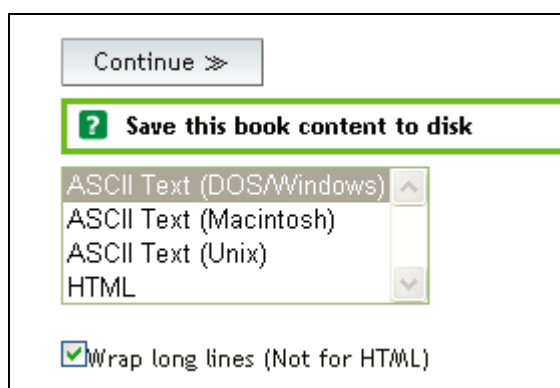 Continue ≫
? Save this book content to disk
ASCII Text (DOS/Windows)
ASCII Text (Macintosh)
ASCII Text (Unix)
HTML
Wrap long lines (Not for HTML)